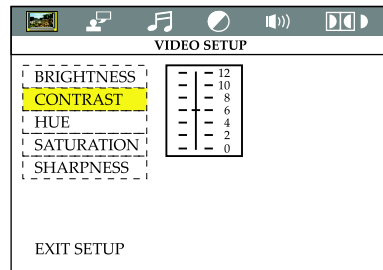 VIDEO SETUP
BRIGHTNESS
CONTRAST
HUE
SATURATION
SHARPNESS
12
10
8
6
4
2
0
EXIT SETUP